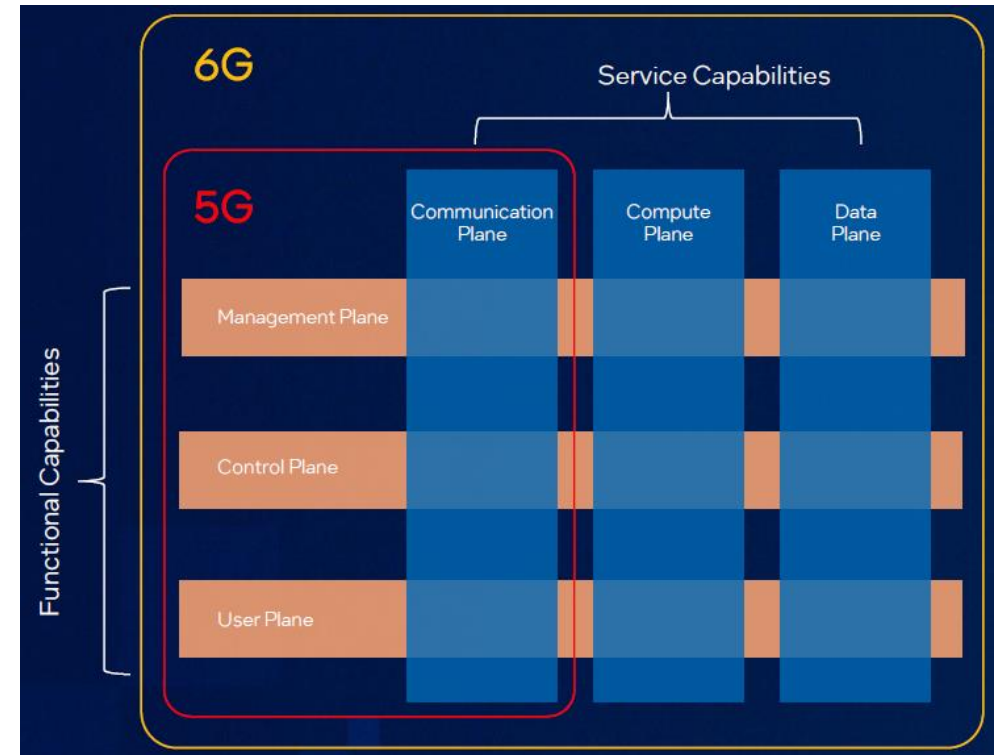 6G
Service Capabilities
5G
Communication
Plane
Compute
Plane
Data
Plane
Management Plane
Control Plane
User Plane
Functional Capabilities